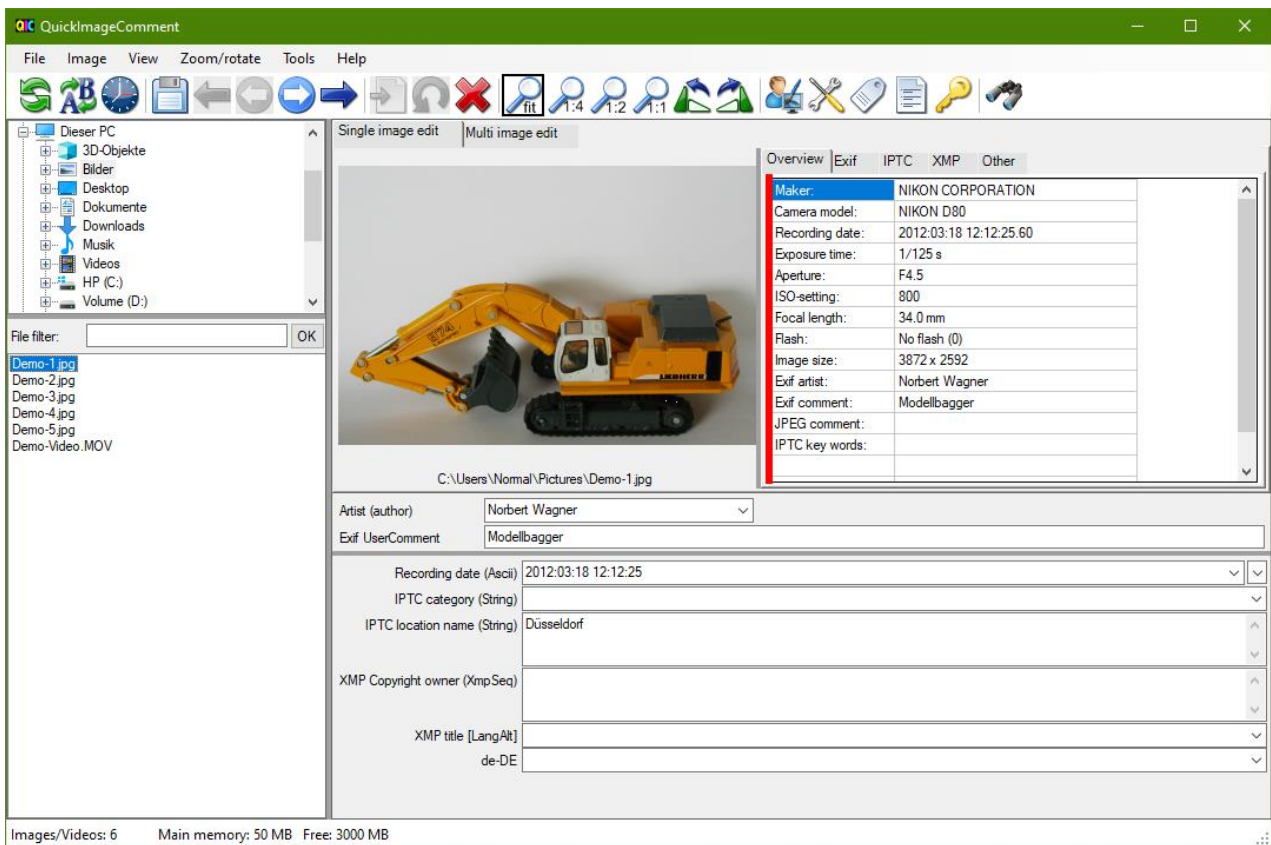 QIC QuickImageComment
File Image View Zoom/rotate Tools Help
AB fit 1:4 1:2 1:1
Dieser PC
3D-Objekte
Bilder
Desktop
Dokumente
Downloads
Musik
Videos
HP (C:)
Volume (D:)
File filter: OK
Demo-1.jpg
Demo-2.jpg
Demo-3.jpg
Demo-4.jpg
Demo-5.jpg
Demo-Video.MOV
Single image edit Multi image edit
974
LIEBHERR
C:\Users\Normal\Pictures\Demo-1.jpg
Overview Exif IPTC XMP Other
Maker: NIKON CORPORATION
Camera model: NIKON D80
Recording date: 2012:03:18 12:12:25.60
Exposure time: 1/125 s
Aperture: F4.5
ISO-setting: 800
Focal length: 34.0 mm
Flash: No flash (0)
Image size: 3872 x 2592
Exif artist: Norbert Wagner
Exif comment: Modellbagger
JPEG comment:
IPTC key words:
Artist (author) Norbert Wagner
Exif UserComment Modellbagger
Recording date (Ascii) 2012:03:18 12:12:25
IPTC category (String)
IPTC location name (String) Düsseldorf
XMP Copyright owner (XmpSeq)
XMP title [LangAlt]
de-DE
Images/Videos: 6 Main memory: 50 MB Free: 3000 MB